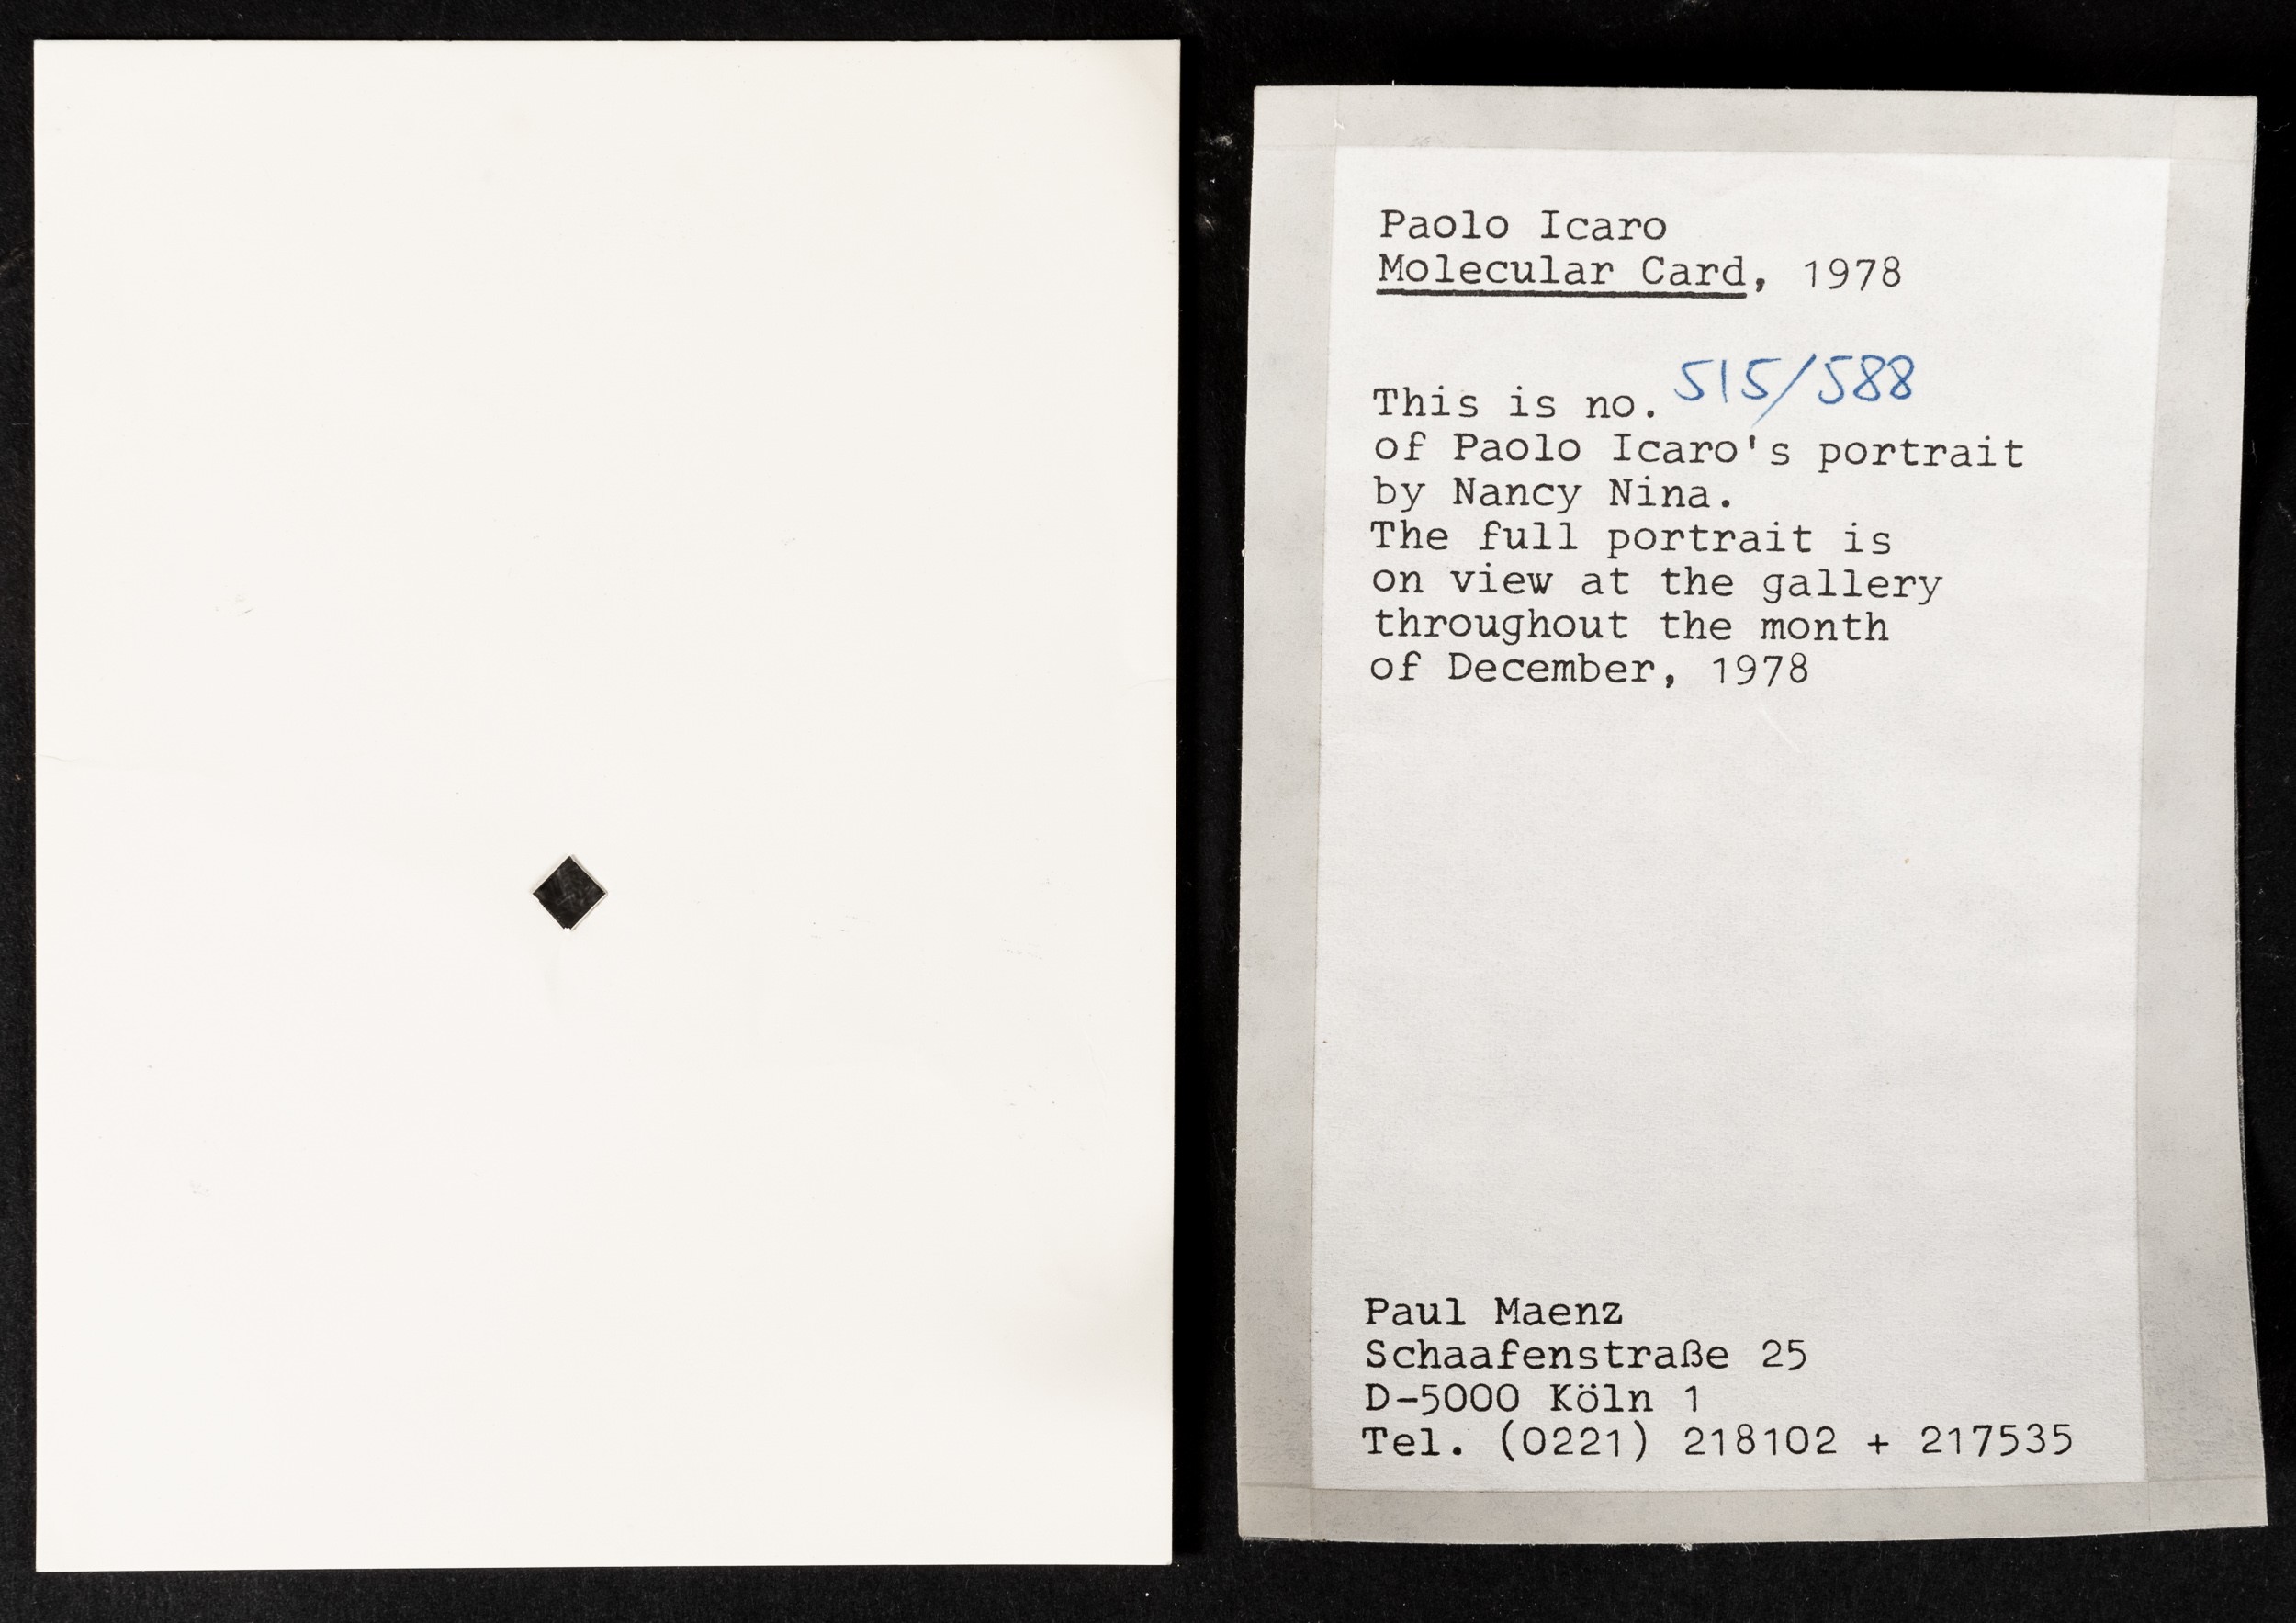 Paolo Icaro
Molecular Card, 1978
This is no. 515/588
of Paolo Icaro's portrait
by Nancy Nina.
The full portrait is
on view at the gallery
throughout the month
of December, 1978
Paul Maenz
Schaafenstraße 25
D-5000 Köln 1
Tel. (0221) 218102 + 217535